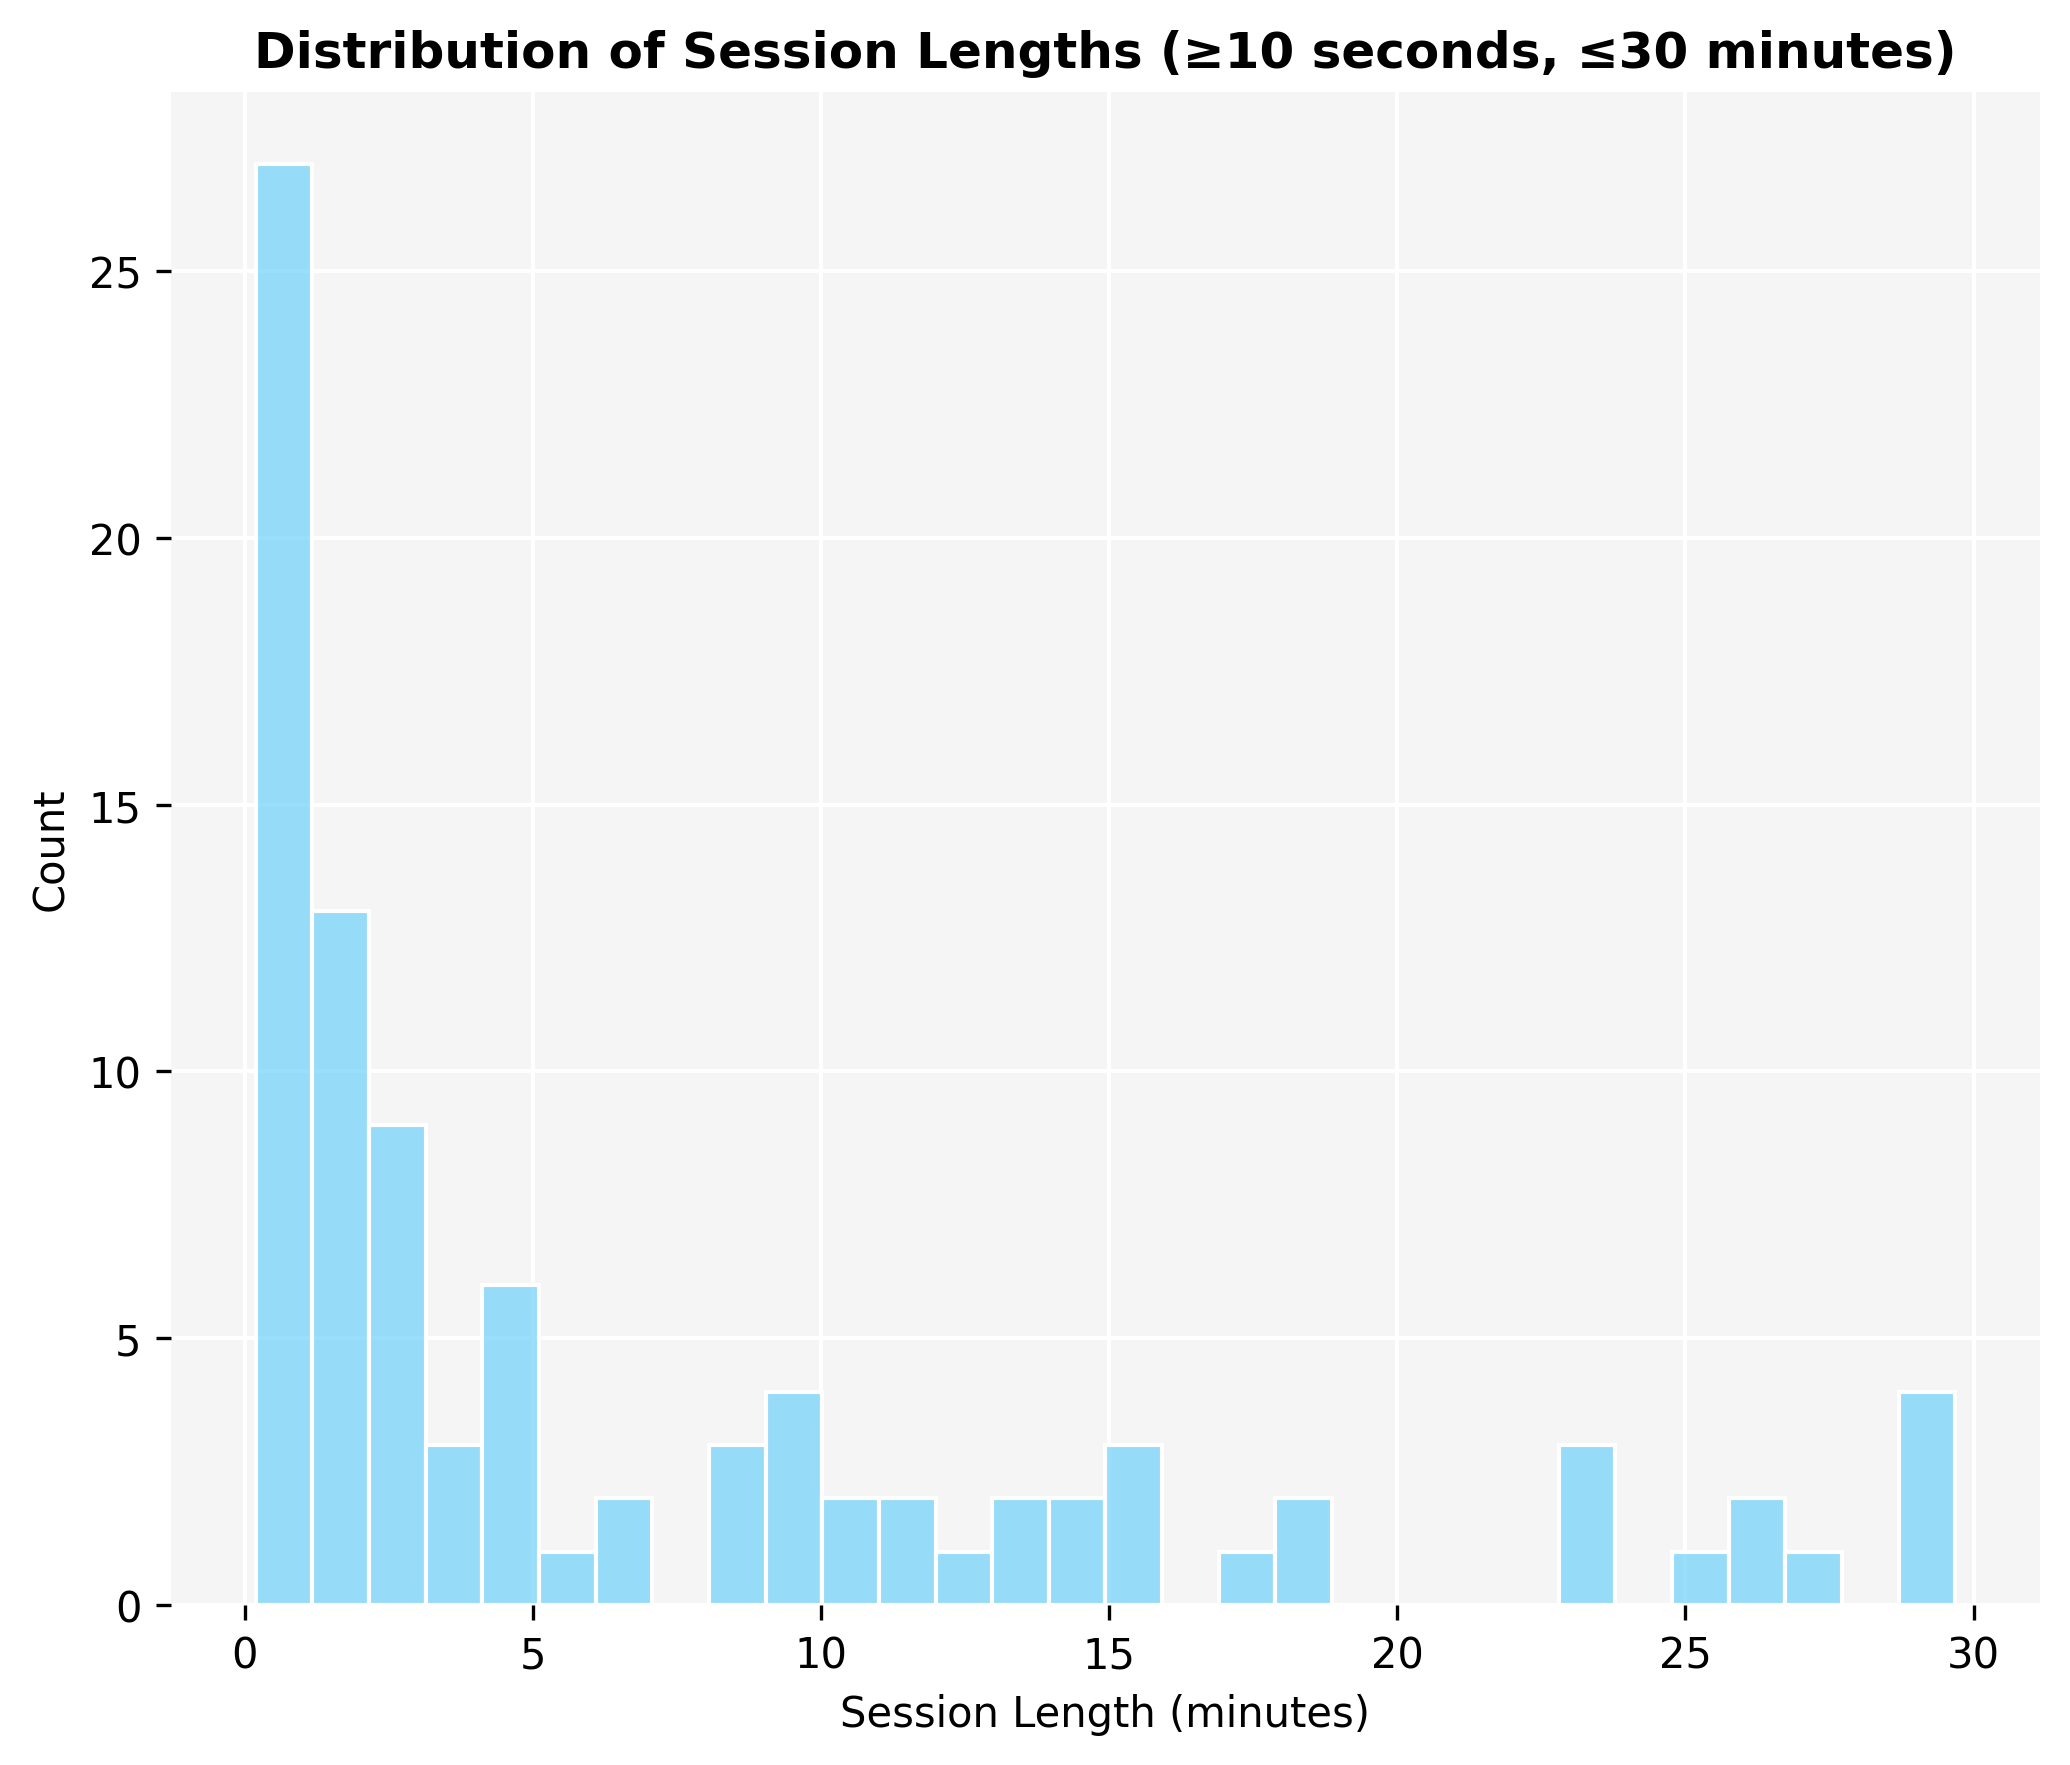 Distribution of Session Lengths (≥10 seconds, ≤30 minutes)
25
20
15
10
5
0
Count
0 5 10 15 20 25 30
Session Length (minutes)